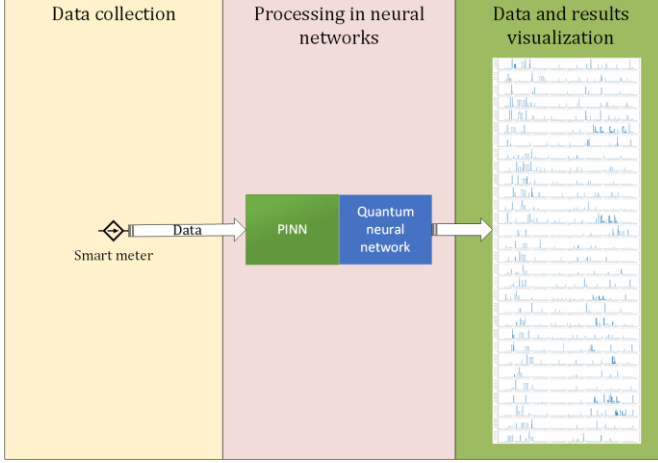 Data collection
Processing in neural
networks
Data and results
visualization
Data
Smart meter
PINN
Quantum
neural
network